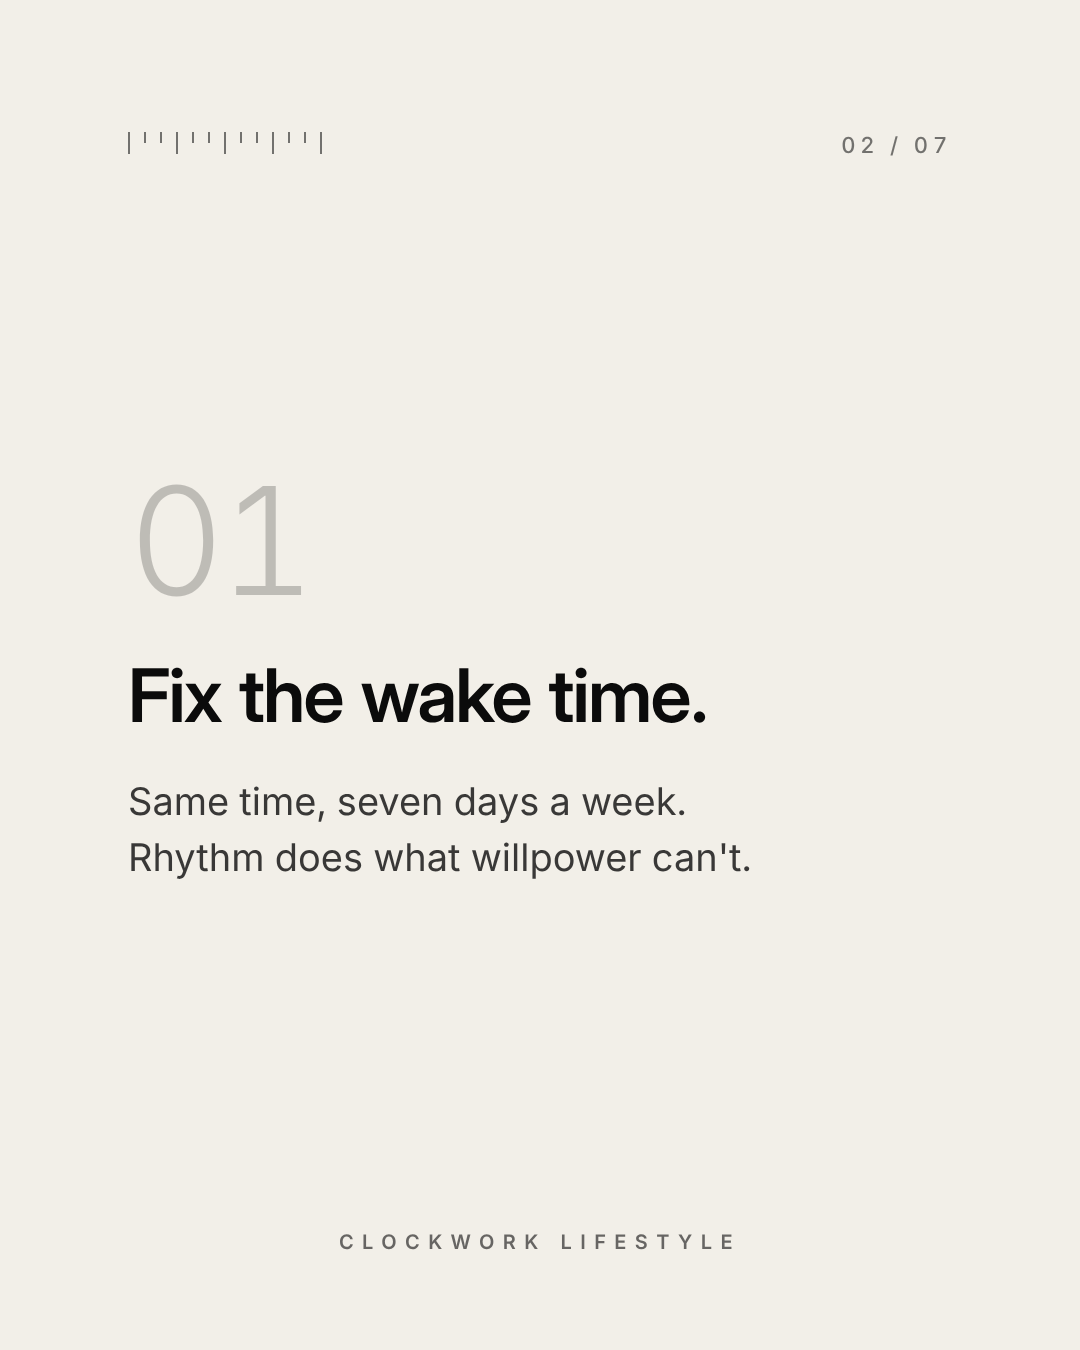 02 / 07
01
Fix the wake time.
Same time, seven days a week.
Rhythm does what willpower can't.
CLOCKWORK LIFESTYLE